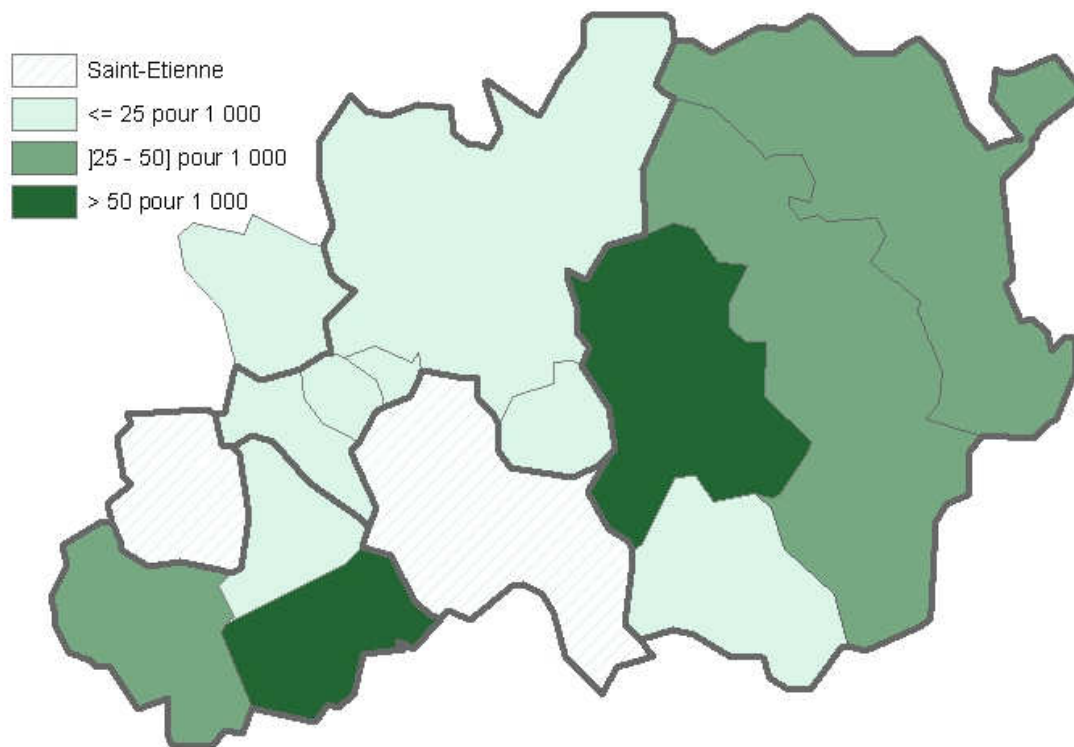 Saint-Etienne
<= 25 pour 1 000
]25 - 50] pour 1 000
> 50 pour 1 000